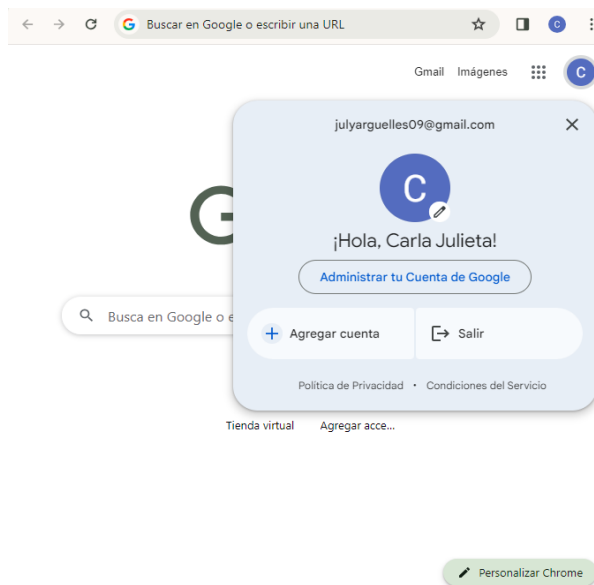 Buscar en Google o escribir una URL
C
Gmail Imágenes
C
julyarguelles09@gmail.com
C
G
¡Hola, Carla Julieta!
Administrar tu Cuenta de Google
Busca en Google o e
Agregar cuenta
Salir
Política de Privacidad • Condiciones del Servicio
Tienda virtual Agregar acce...
Personalizar Chrome